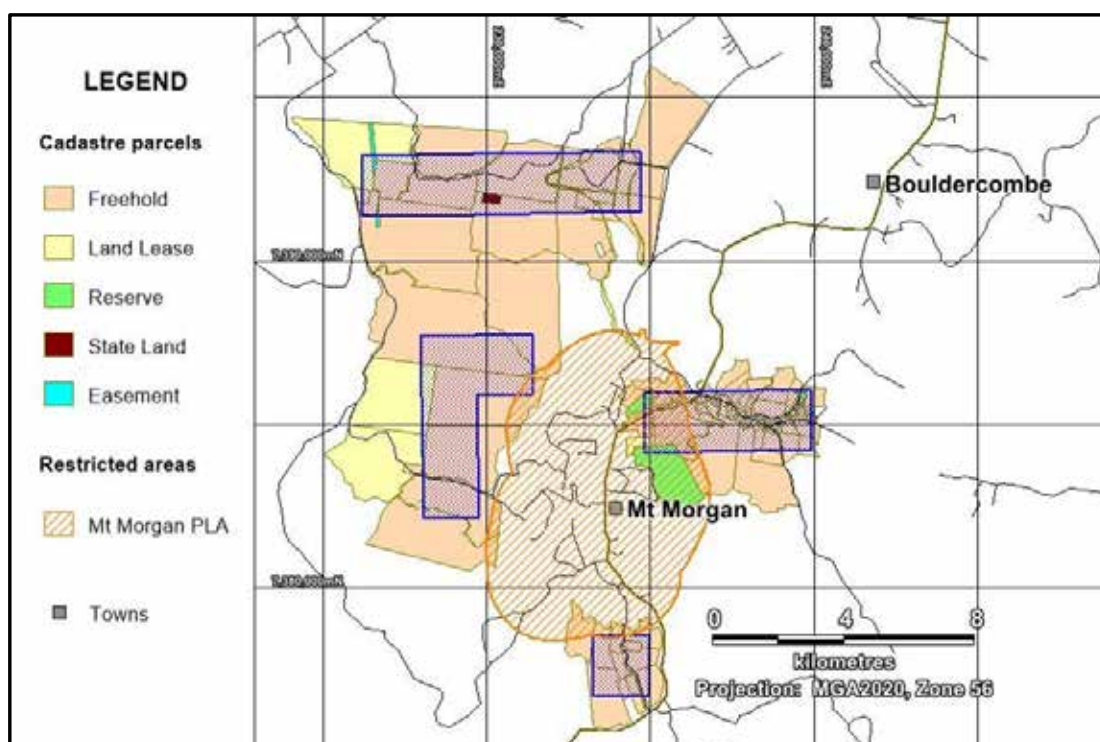 LEGEND
Cadastre parcels
Freehold
Land Lease
Reserve
State Land
Easement
Restricted areas
Mt Morgan PLA
Towns
Bouldercombe
Mt Morgan
0 4 8
kilometres
Projection: MGA2020, Zone 56